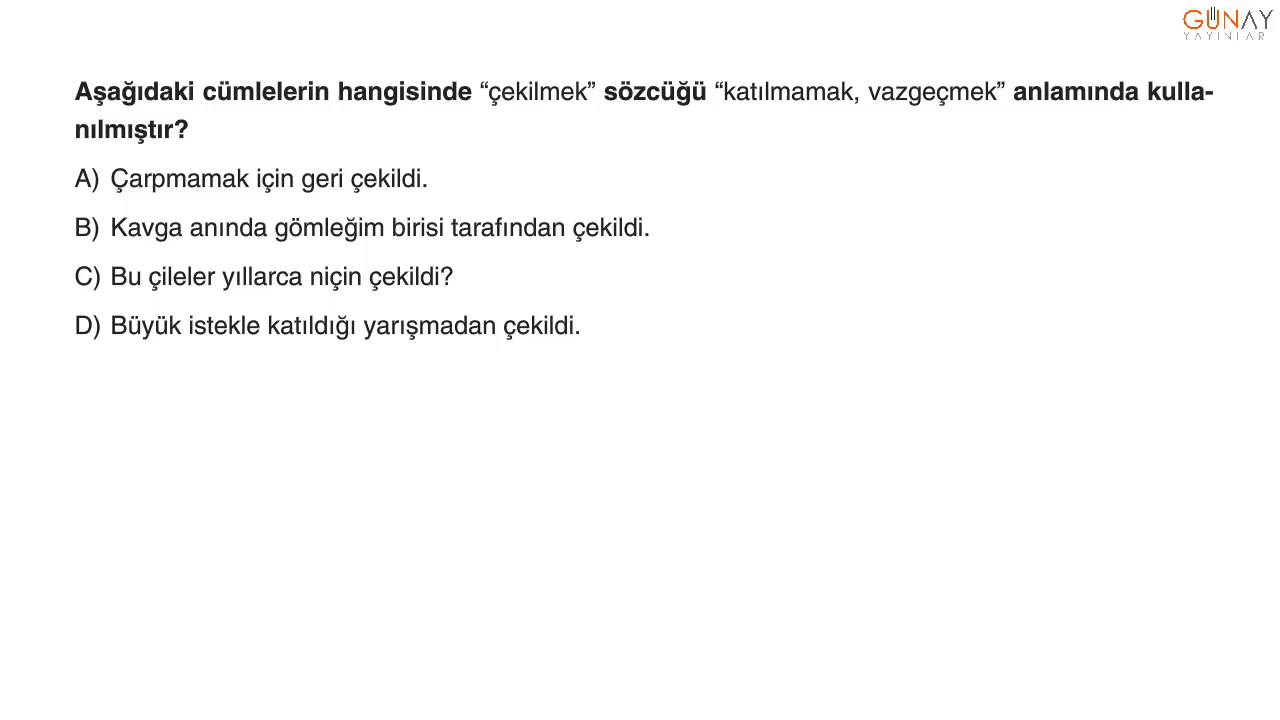 GÜNAY
YAYINLAR
Aşağıdaki cümlelerin hangisinde “çekilmek” sözcüğü “katılmamak, vazgeçmek” anlamında kulla-
nılmıştır?
A) Çarpmamak için geri çekildi.
B) Kavga anında gömleğim birisi tarafından çekildi.
C) Bu çileler yıllarca niçin çekildi?
D) Büyük istekle katıldığı yarışmadan çekildi.